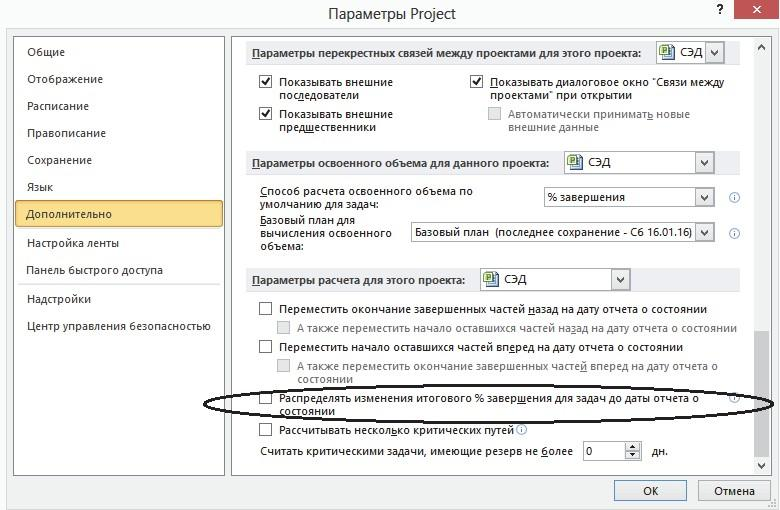 Параметры Project
?
Общие
Отображение
Расписание
Правописание
Сохранение
Язык
Дополнительно
Настройка ленты
Панель быстрого доступа
Надстройки
Центр управления безопасностью
Параметры перекрестных связей между проектами для этого проекта: СЭД
Показывать внешние
последователи
Показывать внешние
предшественники
Показывать диалоговое окно "Связи между
проектами" при открытии
Автоматически принимать новые
внешние данные
Параметры освоенного объема для данного проекта: СЭД
Способ расчета освоенного объема по
умолчанию для задач:
% завершения
Базовый план для
вычисления освоенного
объема:
Базовый план (последнее сохранение - Сб 16.01.16)
Параметры расчета для этого проекта: СЭД
Переместить окончание завершенных частей назад на дату отчета о состоянии
А также переместить начало оставшихся частей назад на дату отчета о состоянии
Переместить начало оставшихся частей вперед на дату отчета о состоянии
А также переместить окончание завершенных частей вперед на дату отчета о
состоянии
Распределять изменения итогового % завершения для задач до даты отчета о
состоянии
Рассчитывать несколько критических путей
Считать критическими задачи, имеющие резерв не более 0 дн.
ОК
Отмена